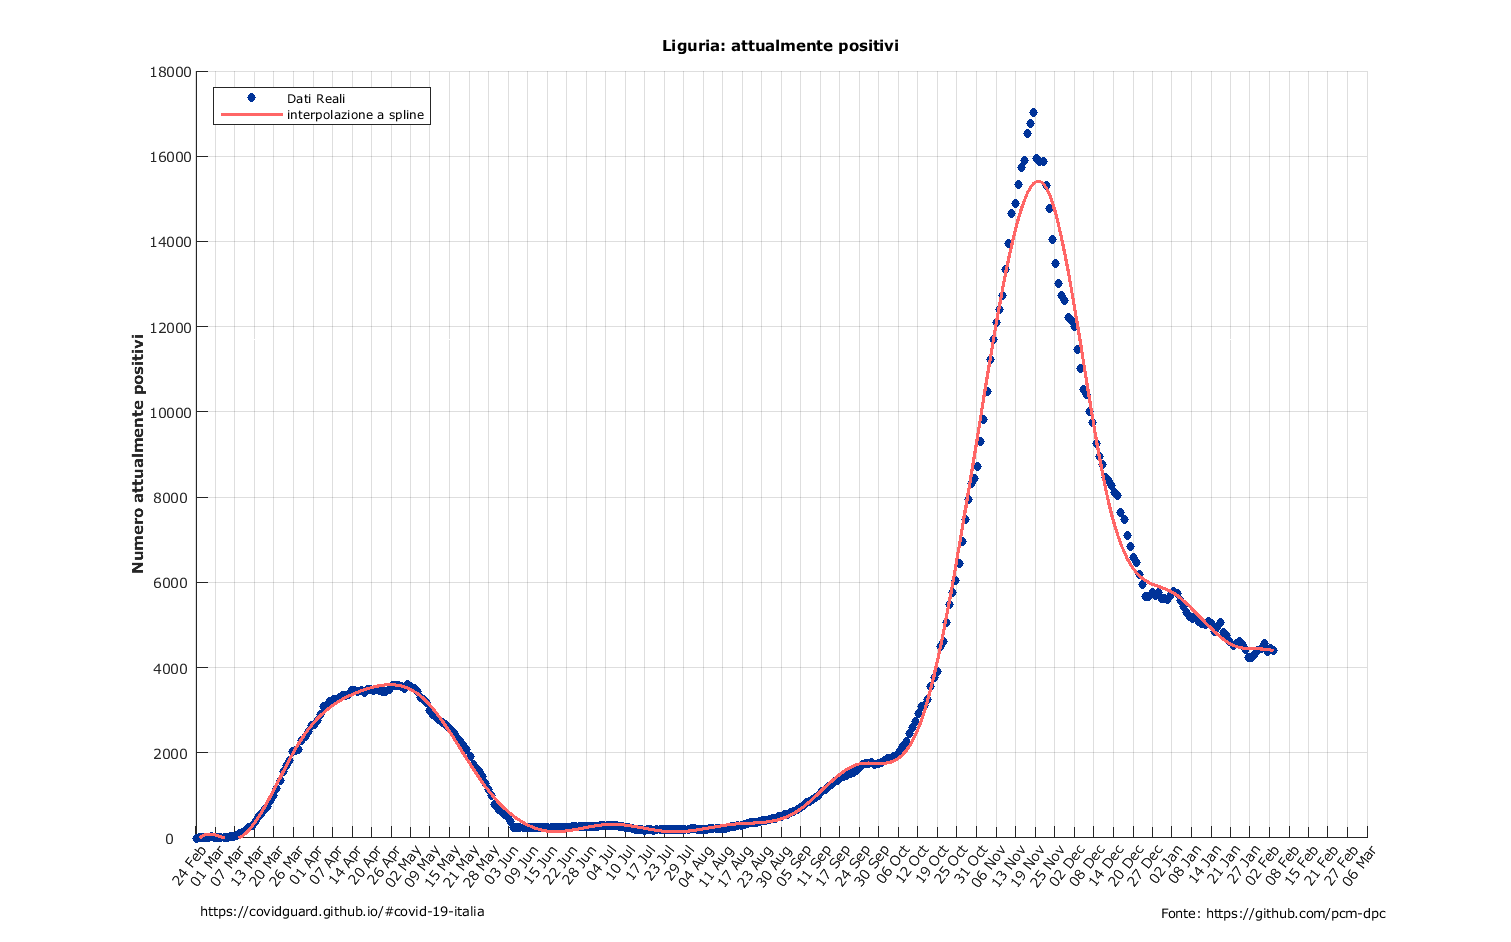 Liguria: attualmente positivi
Dati Reali
interpolazione a spline
Numero attualmente positivi
18000
16000
14000
12000
10000
8000
6000
4000
2000
0
24 Feb
01 Mar
07 Mar
13 Mar
20 Mar
26 Mar
01 Apr
07 Apr
14 Apr
20 Apr
26 Apr
02 May
09 May
15 May
21 May
28 May
03 Jun
09 Jun
15 Jun
22 Jun
28 Jun
04 Jul
10 Jul
17 Jul
23 Jul
29 Jul
04 Aug
11 Aug
17 Aug
23 Aug
30 Aug
05 Sep
11 Sep
17 Sep
24 Sep
30 Sep
06 Oct
12 Oct
19 Oct
25 Oct
31 Oct
06 Nov
13 Nov
19 Nov
25 Nov
02 Dec
08 Dec
14 Dec
20 Dec
27 Dec
02 Jan
08 Jan
14 Jan
21 Jan
27 Jan
02 Feb
08 Feb
15 Feb
21 Feb
27 Feb
06 Mar
https://covidguard.github.io/#covid-19-italia
Fonte: https://github.com/pcm-dpc